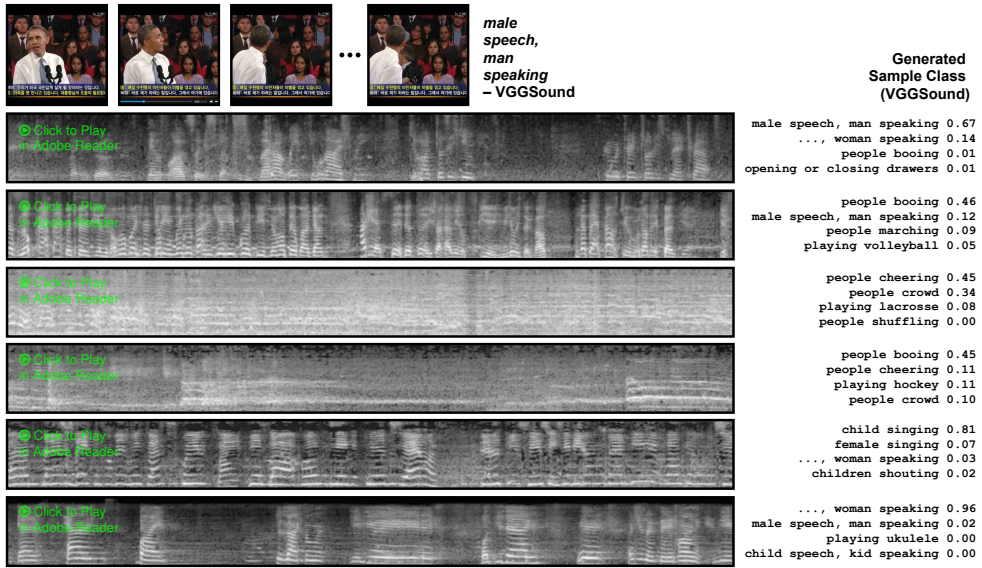 male
speech,
man
speaking
– VGGSound
Generated
Sample Class
(VGGSound)
Click to Play
in Adobe Reader
male speech, man speaking 0.67
..., woman speaking 0.14
people booing 0.01
opening or closing drawers 0.01
Click to Play
in Adobe Reader
people booing 0.46
male speech, man speaking 0.12
people marching 0.09
playing volleyball 0.05
Click to Play
in Adobe Reader
people cheering 0.45
people crowd 0.34
playing lacrosse 0.08
people shuffling 0.00
Click to Play
in Adobe Reader
people booing 0.45
people cheering 0.11
playing hockey 0.11
people crowd 0.10
Click to Play
in Adobe Reader
child singing 0.81
female singing 0.07
..., woman speaking 0.03
children shouting 0.02
Click to Play
in Adobe Reader
..., woman speaking 0.96
male speech, man speaking 0.02
playing ukulele 0.00
child speech, kid speaking 0.00